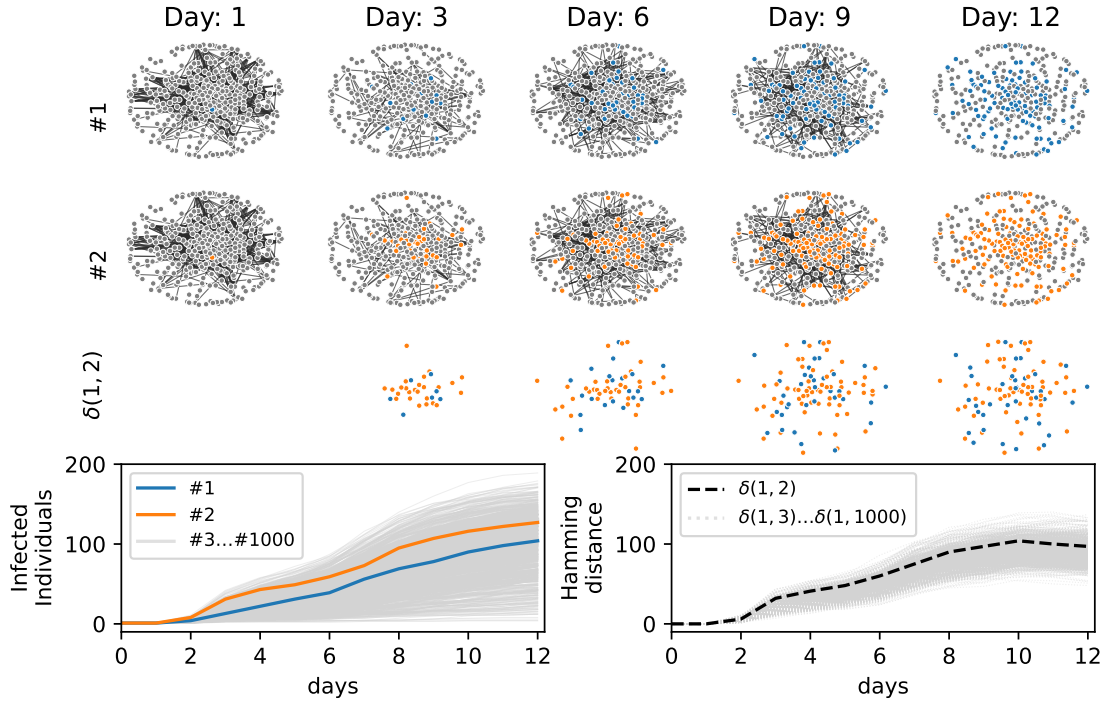 Day: 1 Day: 3 Day: 6 Day: 9 Day: 12
#1
#2
δ(1, 2)
200
100
0
Infected
Individuals
#1
#2
#3...#1000
0 2 4 6 8 10 12
days
200
100
0
Hamming
distance
δ(1, 2)
δ(1, 3)...δ(1, 1000)
0 2 4 6 8 10 12
days